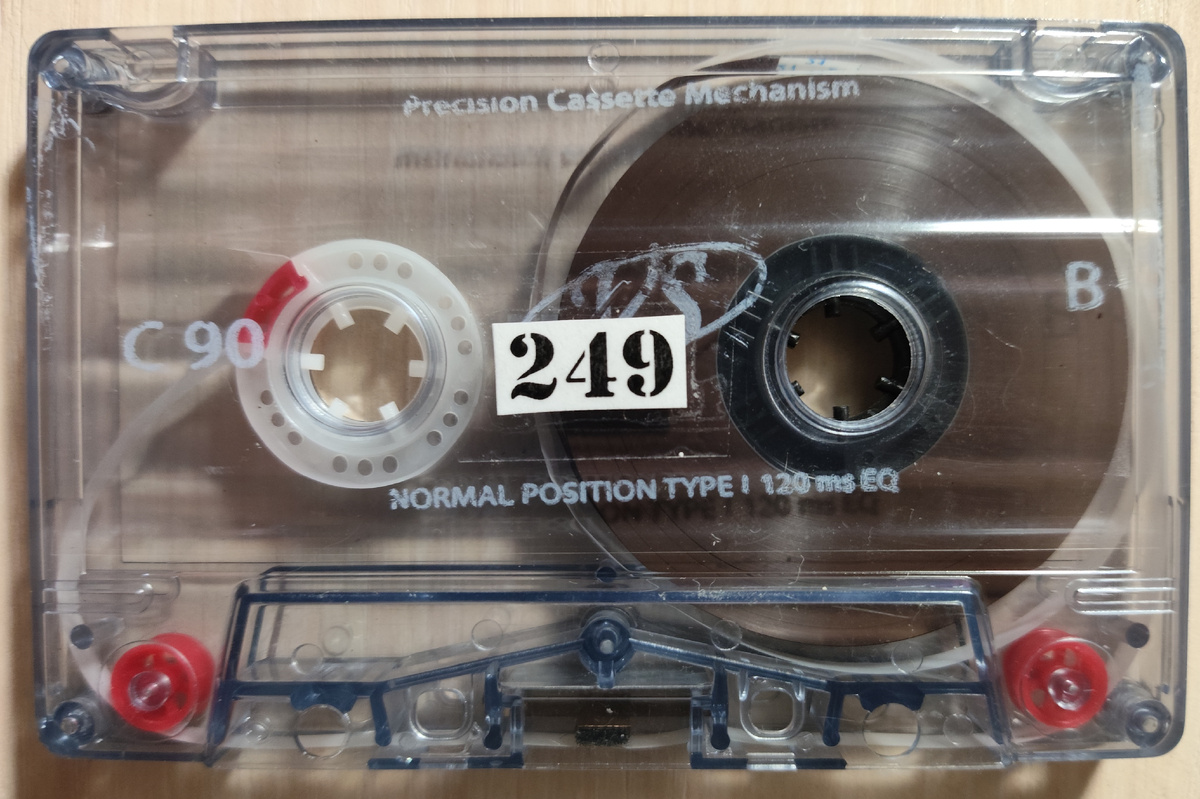 Precision Cassette Mechanism
C 90
249
B
NORMAL POSITION TYPE I 120 ms EQ